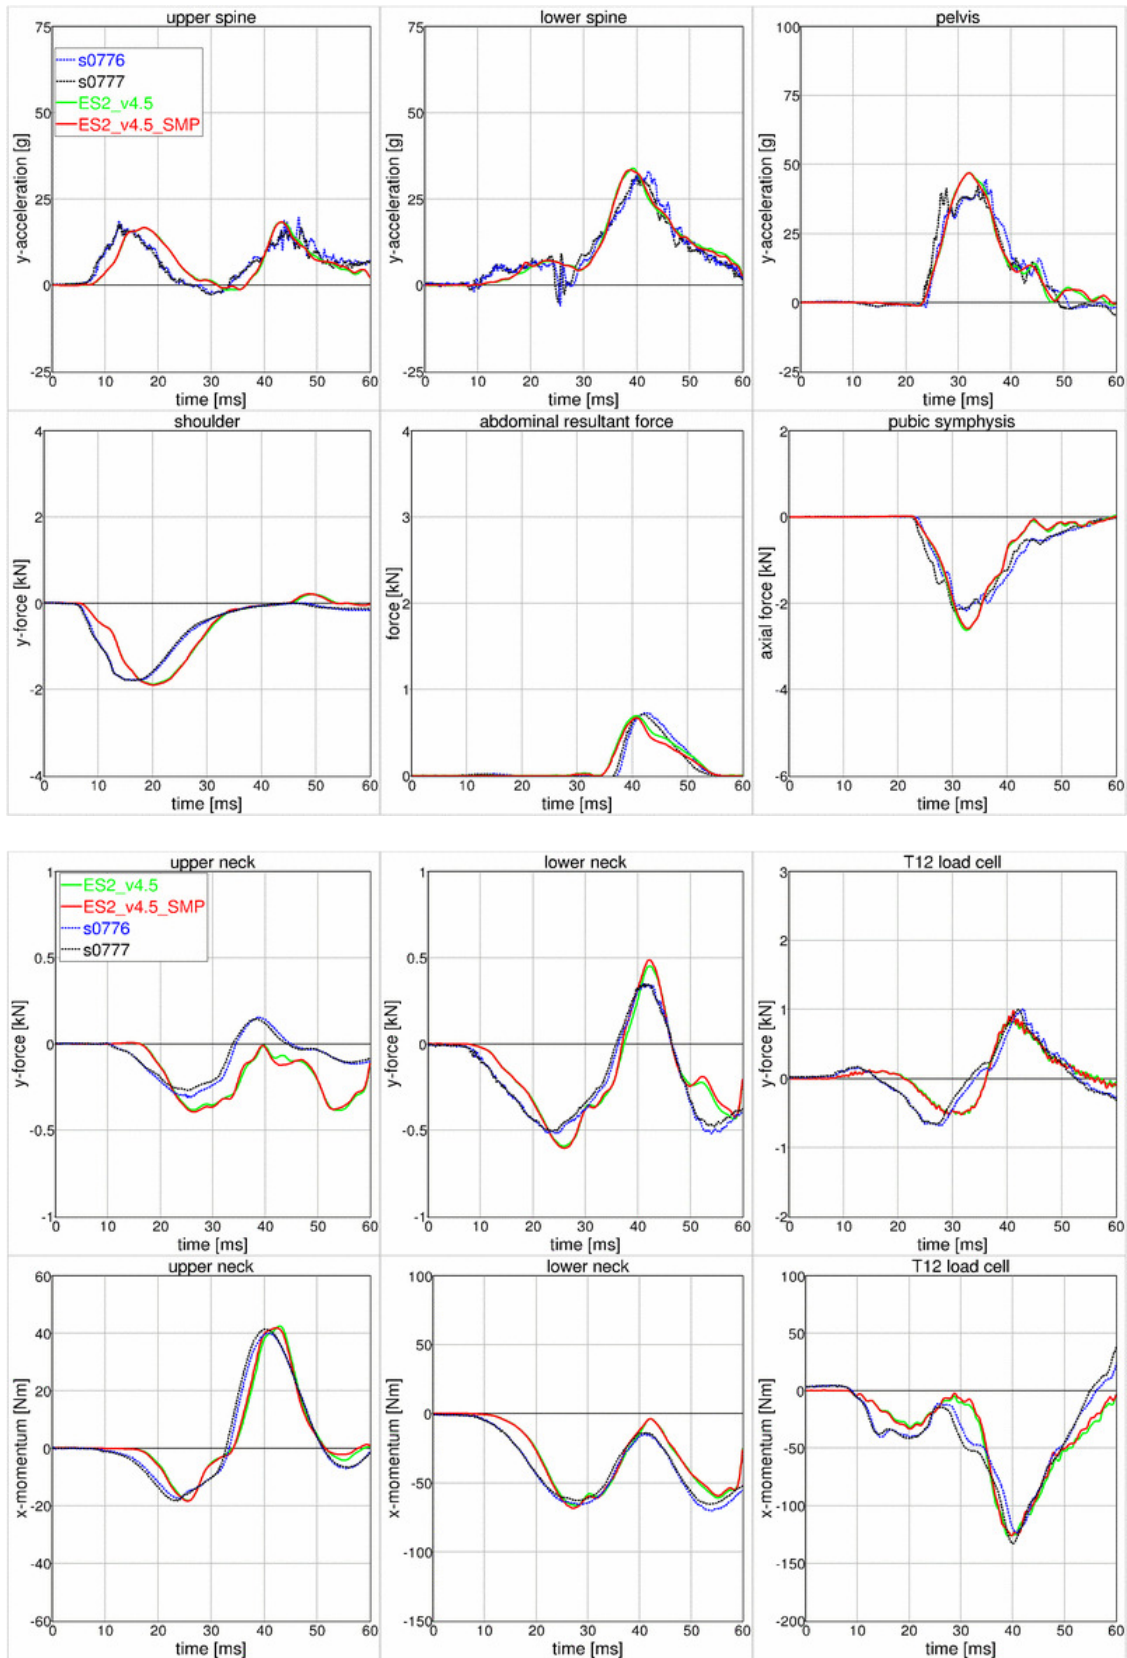 upper spine
75
50
25
0
-25
y-acceleration [g]
s0776
s0777
ES2_v4.5
ES2_v4.5_SMP
0 10 20 30 40 50 60
time [ms]
lower spine
75
50
25
0
-25
y-acceleration [g]
0 10 20 30 40 50 60
time [ms]
pelvis
100
75
50
25
0
-25
y-acceleration [g]
0 10 20 30 40 50 60
time [ms]
shoulder
4
2
0
-2
-4
y-force [kN]
0 10 20 30 40 50 60
time [ms]
abdominal resultant force
4
3
2
1
0
force [kN]
0 10 20 30 40 50 60
time [ms]
pubic symphysis
2
0
-2
-4
-6
axial force [kN]
0 10 20 30 40 50 60
time [ms]
upper neck
1
0.5
0
-0.5
-1
y-force [kN]
ES2_v4.5
ES2_v4.5_SMP
s0776
s0777
0 10 20 30 40 50 60
time [ms]
lower neck
1
0.5
0
-0.5
-1
y-force [kN]
0 10 20 30 40 50 60
time [ms]
T12 load cell
3
2
1
0
-1
-2
y-force [kN]
0 10 20 30 40 50 60
time [ms]
upper neck
60
40
20
0
-20
-40
-60
x-momentum [Nm]
0 10 20 30 40 50 60
time [ms]
lower neck
100
50
0
-50
-100
-150
x-momentum [Nm]
0 10 20 30 40 50 60
time [ms]
T12 load cell
100
50
0
-50
-100
-150
-200
x-momentum [Nm]
0 10 20 30 40 50 60
time [ms]